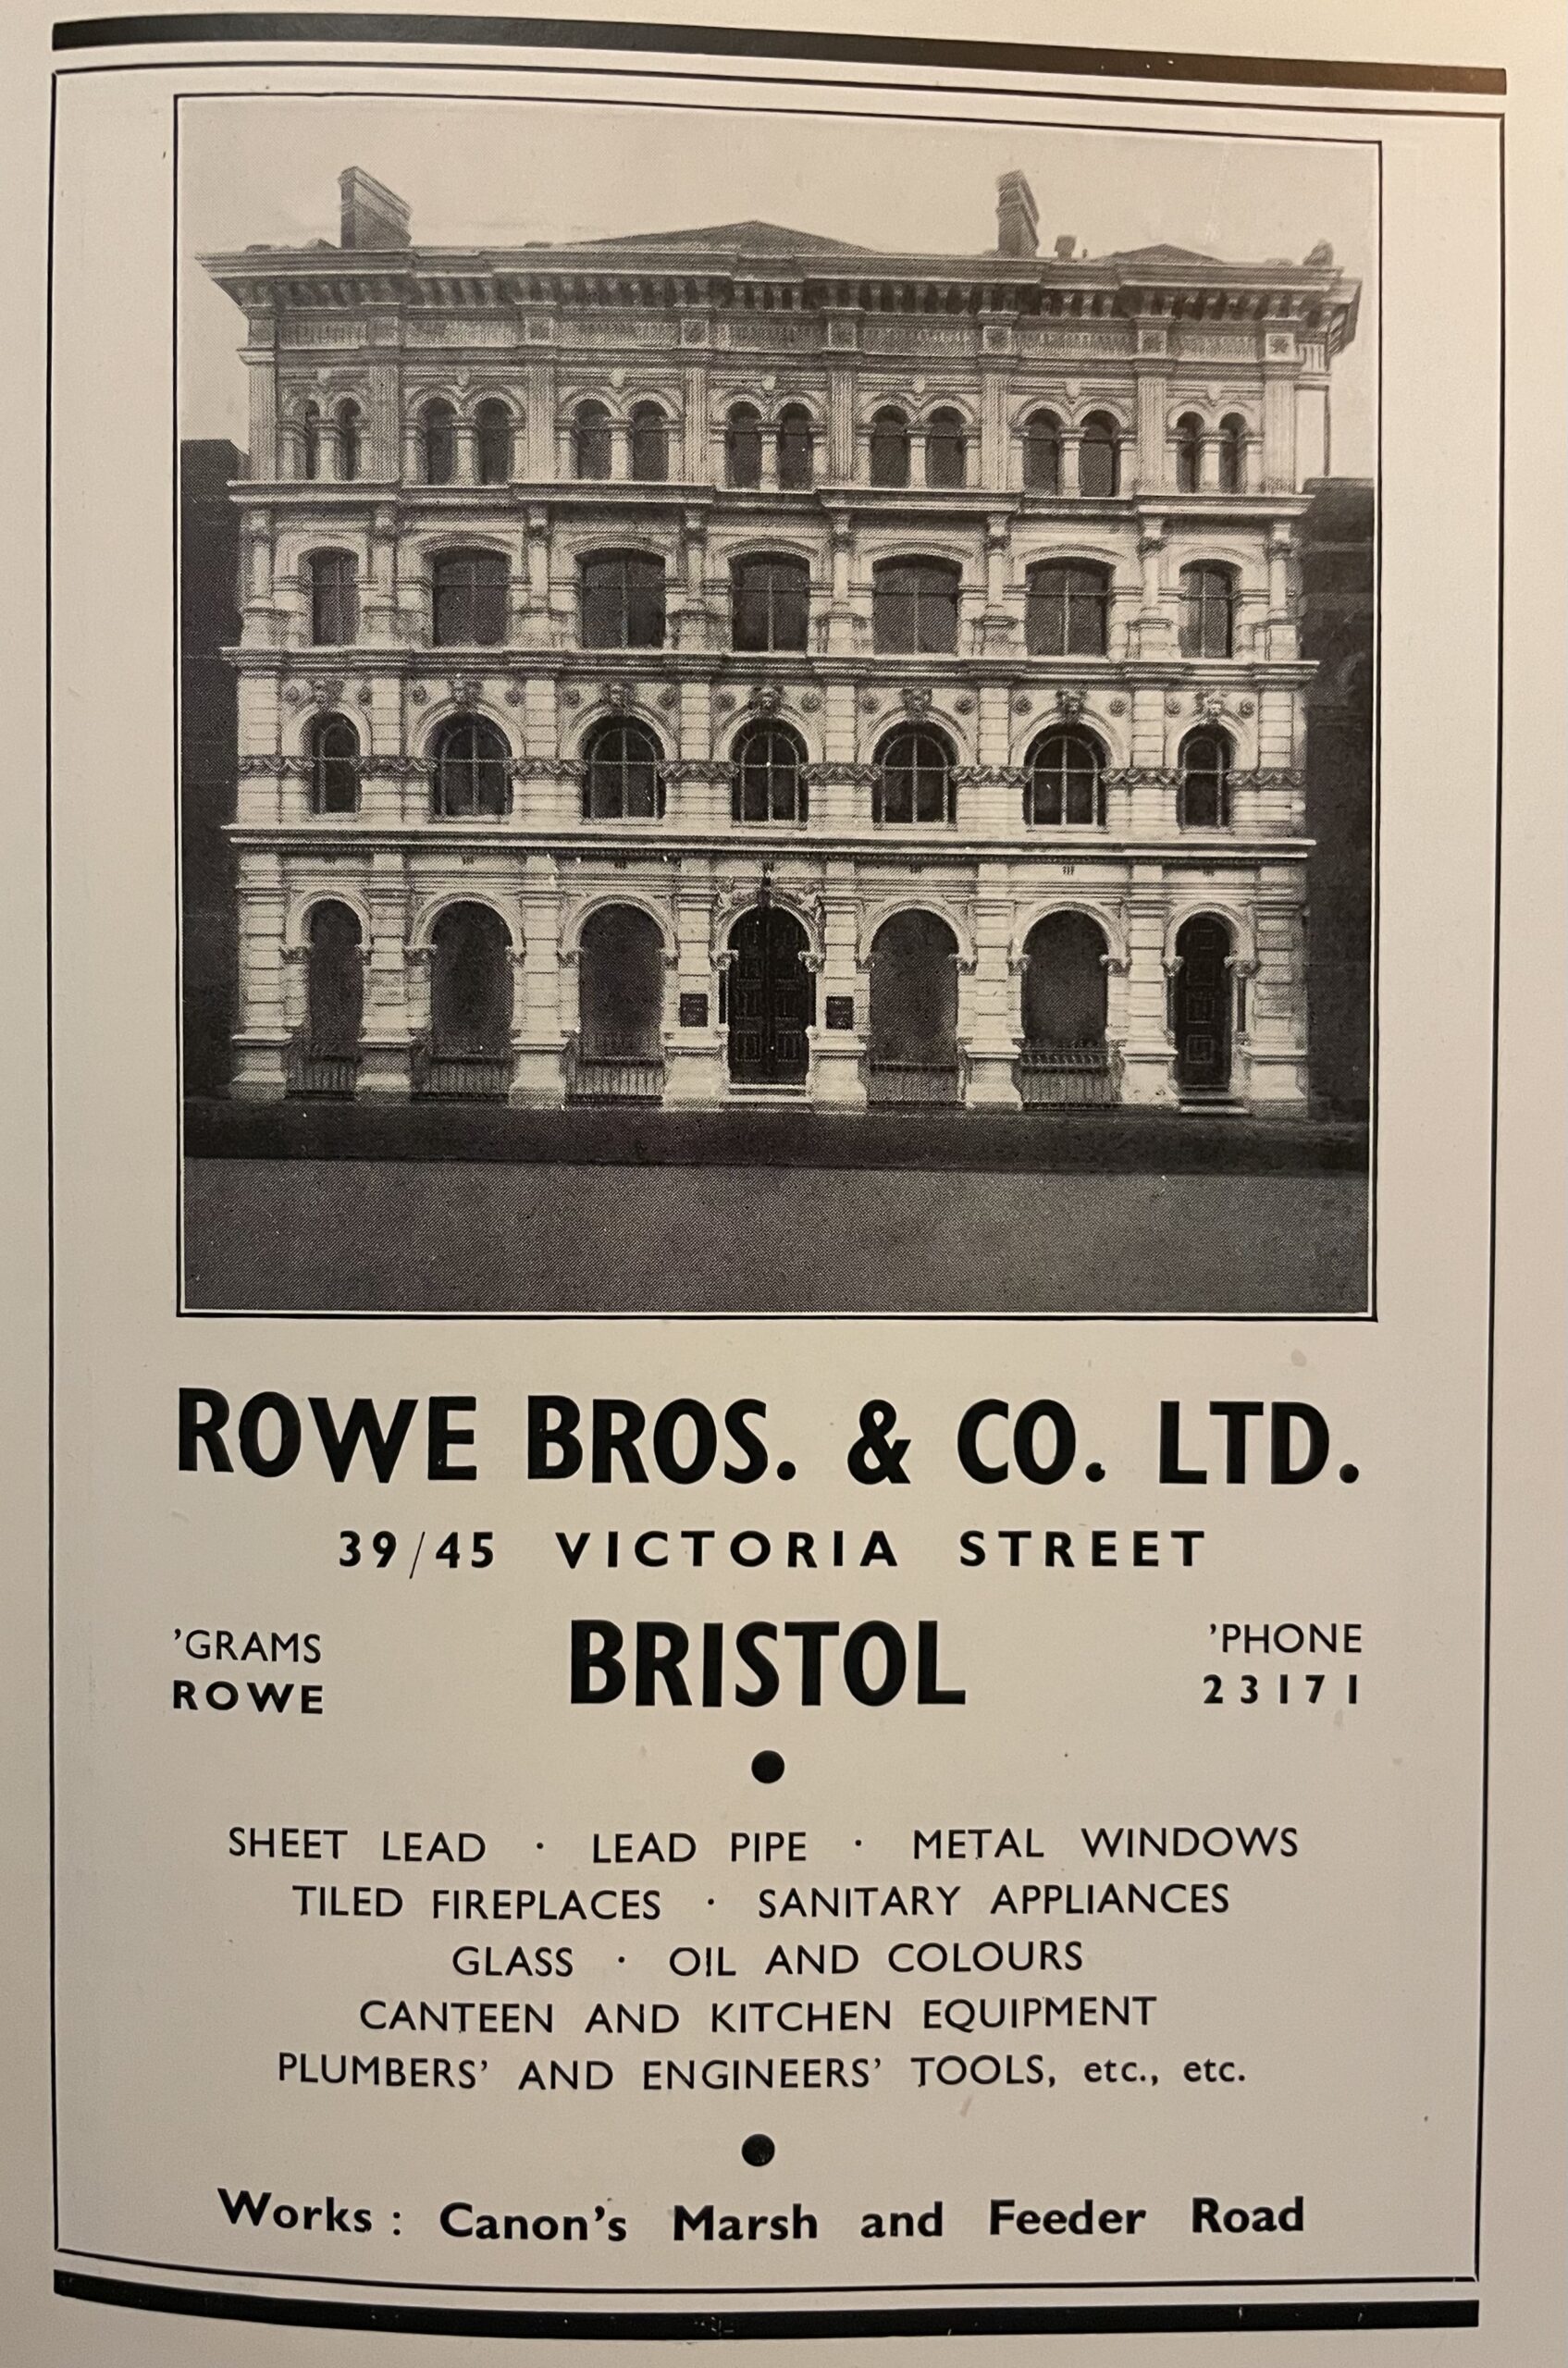 ROWE BROS. & CO. LTD.
39/45 VICTORIA STREET
'GRAMS
ROWE
BRISTOL
'PHONE
23171
SHEET LEAD · LEAD PIPE · METAL WINDOWS
TILED FIREPLACES · SANITARY APPLIANCES
GLASS · OIL AND COLOURS
CANTEEN AND KITCHEN EQUIPMENT
PLUMBERS' AND ENGINEERS' TOOLS, etc., etc.
Works : Canon's Marsh and Feeder Road